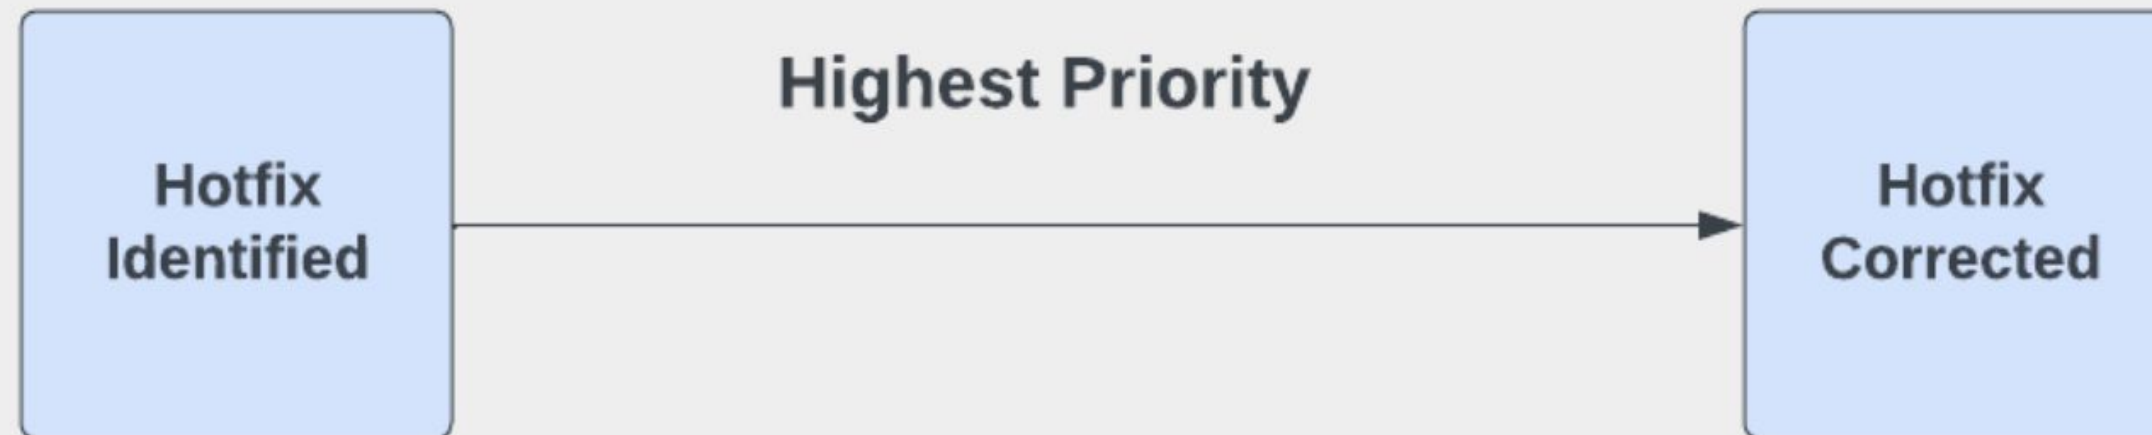 Highest Priority
Hotfix
Identified
Hotfix
Corrected